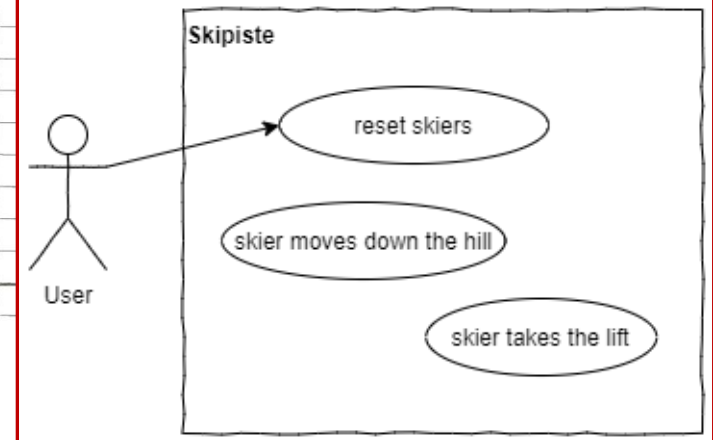 Skipiste
reset skiers
skier moves down the hill
User
skier takes the lift